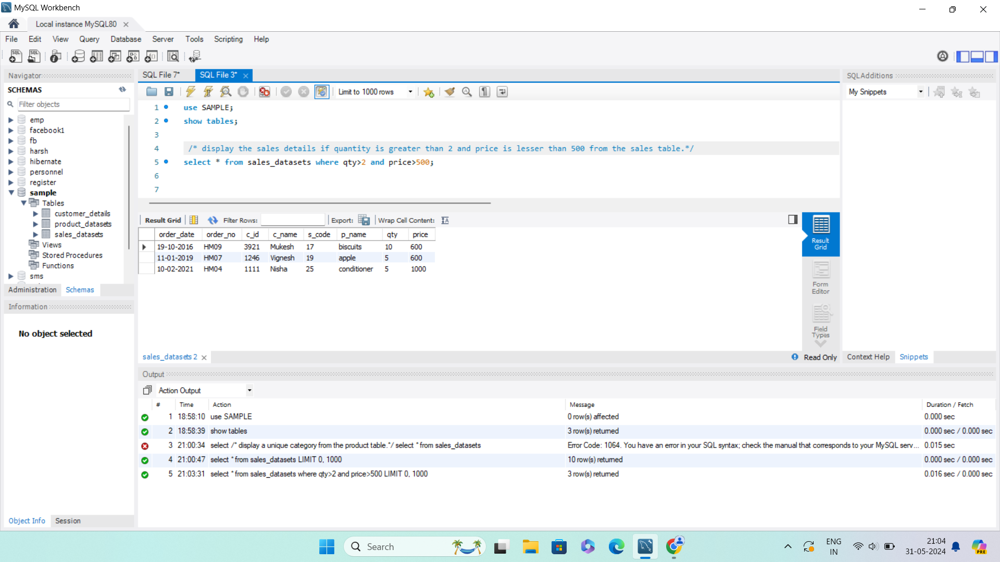 MySQL Workbench
Local instance MySQL80
File Edit View Query Database Server Tools Scripting Help
Navigator
SCHEMAS
Filter objects
emp
facebook1
fb
harsh
hibernate
personnel
register
sample
Tables
customer_details
product_datasets
sales_datasets
Views
Stored Procedures
Functions
sms
Administration Schemas
Information
No object selected
Object Info Session
SQL File 7* SQL File 3*
Limit to 1000 rows
1 use SAMPLE;
2 show tables;
3
4 /* display the sales details if quantity is greater than 2 and price is lesser than 500 from the sales table.*/
5 select * from sales_datasets where qty>2 and price>500;
6
7
Result Grid Filter Rows: Export: Wrap Cell Content:
order_date order_no c_id c_name s_code p_name qty price
19-10-2016 HM09 3921 Mukesh 17 biscuits 10 600
11-01-2019 HM07 1246 Vignesh 19 apple 5 600
10-02-2021 HM04 1111 Nisha 25 conditioner 5 1000
Result
Grid
Form
Editor
Field
Types
sales_datasets 2
Read Only
SQLAdditions
My Snippets
Context Help Snippets
Output
Action Output
# Time Action Message Duration / Fetch
1 18:58:10 use SAMPLE 0 row(s) affected 0.000 sec
2 18:58:39 show tables 3 row(s) returned 0.000 sec / 0.000 sec
3 21:00:34 select /* display a unique category from the product table.*/ select * from sales_datasets Error Code: 1064. You have an error in your SQL syntax; check the manual that corresponds to your MySQL serv... 0.015 sec
4 21:00:47 select * from sales_datasets LIMIT 0, 1000 10 row(s) returned 0.000 sec / 0.000 sec
5 21:03:31 select * from sales_datasets where qty>2 and price>500 LIMIT 0, 1000 3 row(s) returned 0.016 sec / 0.000 sec
Search
ENG
IN
21:04
31-05-2024
PRE